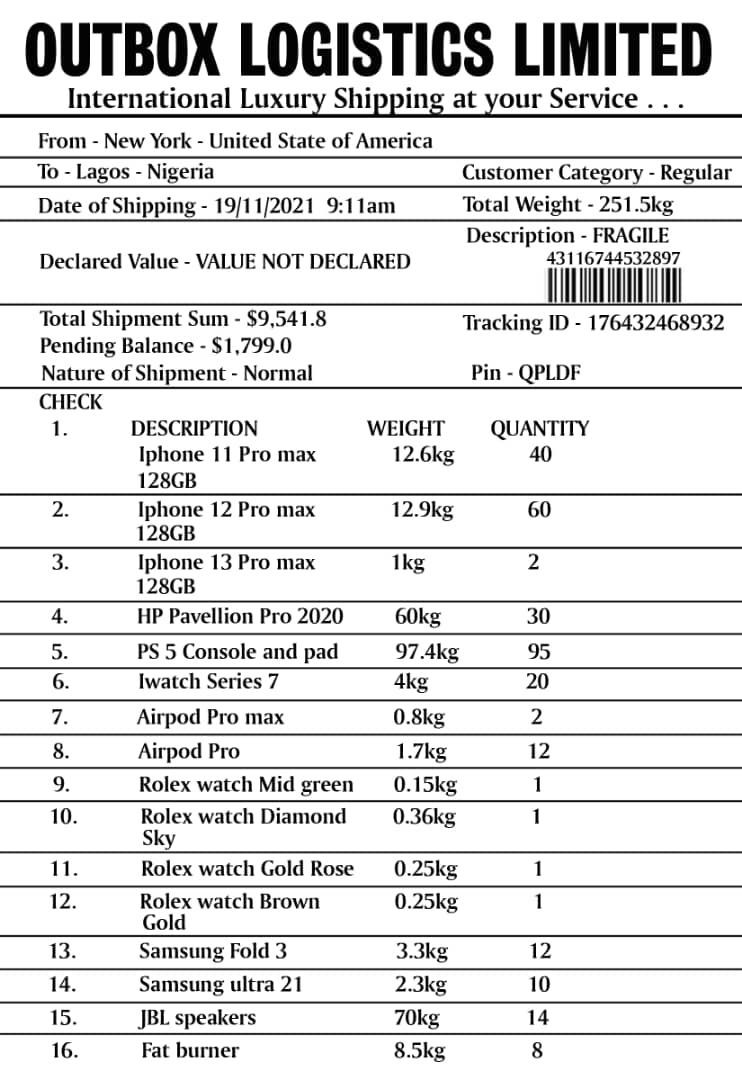 OUTBOX LOGISTICS LIMITED
International Luxury Shipping at your Service . . .
From - New York - United State of America
To - Lagos - Nigeria
Customer Category - Regular
Date of Shipping - 19/11/2021 9:11am
Total Weight - 251.5kg
Description - FRAGILE
Declared Value - VALUE NOT DECLARED
43116744532897
Total Shipment Sum - $9,541.8
Tracking ID - 176432468932
Pending Balance - $1,799.0
Nature of Shipment - Normal
Pin - QPLDF
CHECK
1. DESCRIPTION WEIGHT QUANTITY
Iphone 11 Pro max 12.6kg 40
128GB
2. Iphone 12 Pro max 12.9kg 60
128GB
3. Iphone 13 Pro max 1kg 2
128GB
4. HP Pavellion Pro 2020 60kg 30
5. PS 5 Console and pad 97.4kg 95
6. Iwatch Series 7 4kg 20
7. Airpod Pro max 0.8kg 2
8. Airpod Pro 1.7kg 12
9. Rolex watch Mid green 0.15kg 1
10. Rolex watch Diamond 0.36kg 1
Sky
11. Rolex watch Gold Rose 0.25kg 1
12. Rolex watch Brown 0.25kg 1
Gold
13. Samsung Fold 3 3.3kg 12
14. Samsung ultra 21 2.3kg 10
15. JBL speakers 70kg 14
16. Fat burner 8.5kg 8